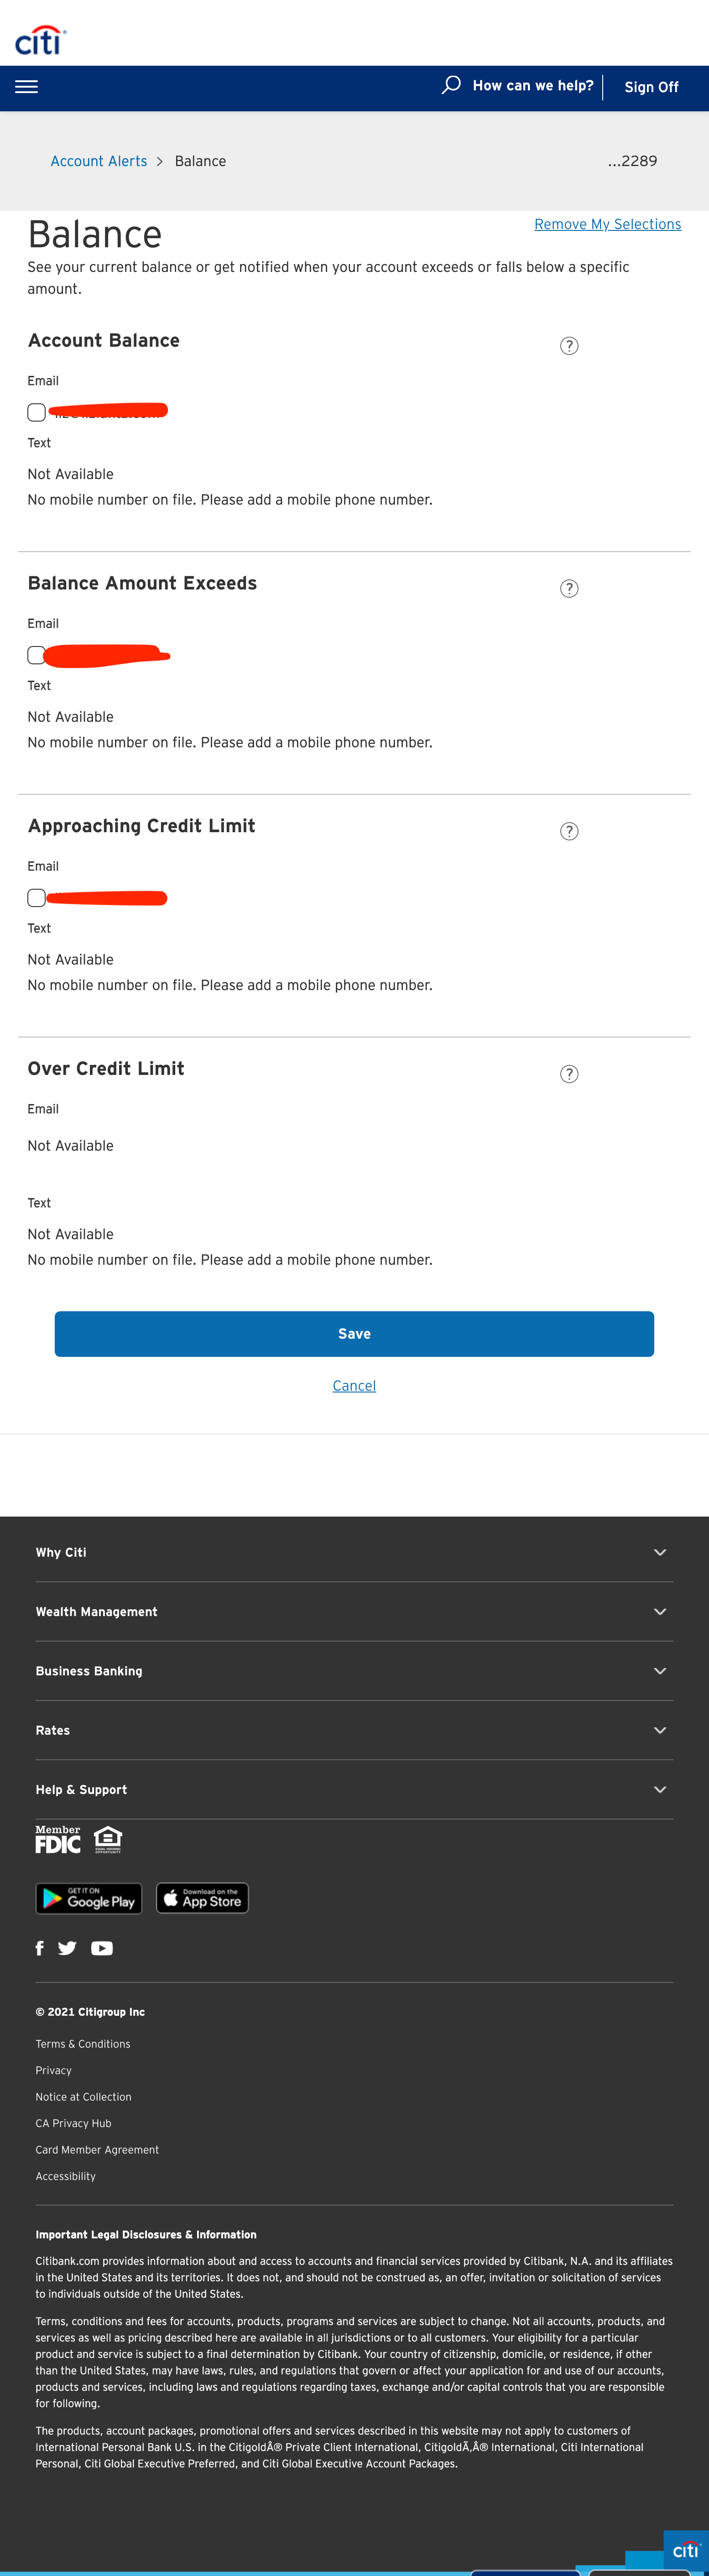 citi
How can we help?
Sign Off
Account Alerts > Balance
...2289
Balance
Remove My Selections
See your current balance or get notified when your account exceeds or falls below a specific
amount.
Account Balance
?
Email
Text
Not Available
No mobile number on file. Please add a mobile phone number.
Balance Amount Exceeds
?
Email
Text
Not Available
No mobile number on file. Please add a mobile phone number.
Approaching Credit Limit
?
Email
Text
Not Available
No mobile number on file. Please add a mobile phone number.
Over Credit Limit
?
Email
Not Available
Text
Not Available
No mobile number on file. Please add a mobile phone number.
Save
Cancel
Why Citi
Wealth Management
Business Banking
Rates
Help & Support
Member
FDIC
EQUAL HOUSING
OPPORTUNITY
GET IT ON
Google Play
Download on the
App Store
© 2021 Citigroup Inc
Terms & Conditions
Privacy
Notice at Collection
CA Privacy Hub
Card Member Agreement
Accessibility
Important Legal Disclosures & Information
Citibank.com provides information about and access to accounts and financial services provided by Citibank, N.A. and its affiliates
in the United States and its territories. It does not, and should not be construed as, an offer, invitation or solicitation of services
to individuals outside of the United States.
Terms, conditions and fees for accounts, products, programs and services are subject to change. Not all accounts, products, and
services as well as pricing described here are available in all jurisdictions or to all customers. Your eligibility for a particular
product and service is subject to a final determination by Citibank. Your country of citizenship, domicile, or residence, if other
than the United States, may have laws, rules, and regulations that govern or affect your application for and use of our accounts,
products and services, including laws and regulations regarding taxes, exchange and/or capital controls that you are responsible
for following.
The products, account packages, promotional offers and services described in this website may not apply to customers of
International Personal Bank U.S. in the CitigoldÂ® Private Client International, CitigoldÃ‚Â® International, Citi International
Personal, Citi Global Executive Preferred, and Citi Global Executive Account Packages.
citi